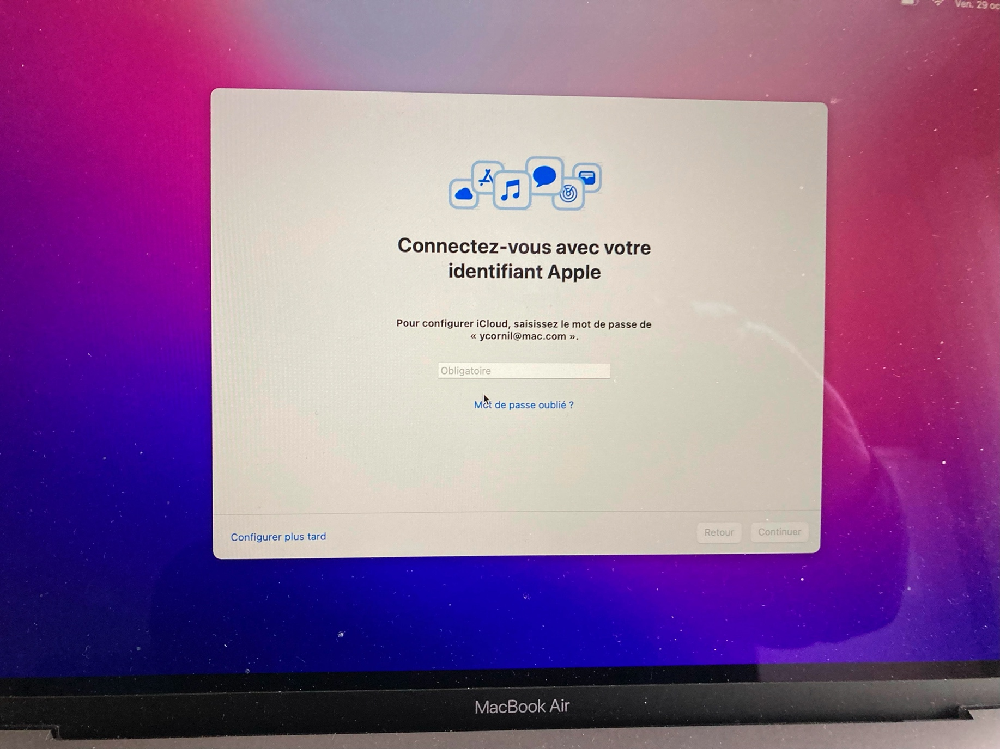 Ven. 29 oc
Connectez-vous avec votre
identifiant Apple
Pour configurer iCloud, saisissez le mot de passe de
« ycornil@mac.com ».
Obligatoire
Mot de passe oublié ?
Configurer plus tard
Retour
Continuer
MacBook Air